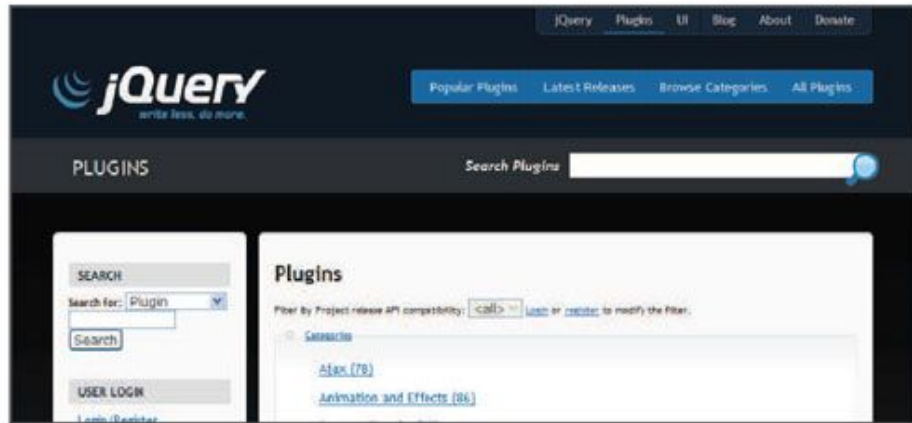 jQuery Plugins UI Blog About Donate
jQuery
write less, do more.
Popular Plugins Latest Releases Browse Categories All Plugins
PLUGINS
Search Plugins
SEARCH
Search for: Plugin
Search
USER LOGIN
Login/Register
Plugins
Filter By Project release API compatibility: <all> Login or register to modify the filter.
Categories
Ajax (78)
Animation and Effects (86)